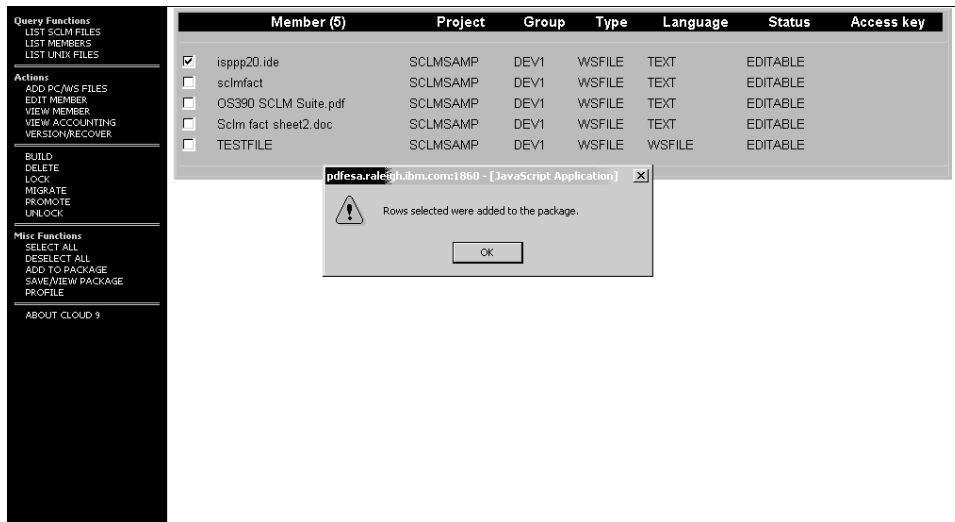 Query Functions
LIST SCLM FILES
LIST MEMBERS
LIST UNIX FILES
Actions
ADD PC/WS FILES
EDIT MEMBER
VIEW MEMBER
VIEW ACCOUNTING
VERSION/RECOVER
BUILD
DELETE
LOCK
MIGRATE
PROMOTE
UNLOCK
Misc Functions
SELECT ALL
DESELECT ALL
ADD TO PACKAGE
SAVE/VIEW PACKAGE
PROFILE
ABOUT CLOUD 9
Member (5) Project Group Type Language Status Access key
isppp20.ide SCLMSAMP DEV1 WSFILE TEXT EDITABLE
sclmfact SCLMSAMP DEV1 WSFILE TEXT EDITABLE
OS390 SCLM Suite.pdf SCLMSAMP DEV1 WSFILE TEXT EDITABLE
Sclm fact sheet2.doc SCLMSAMP DEV1 WSFILE TEXT EDITABLE
TESTFILE SCLMSAMP DEV1 WSFILE WSFILE EDITABLE
pdfesa.raleigh.ibm.com:1860 - [JavaScript Application]
Rows selected were added to the package.
OK